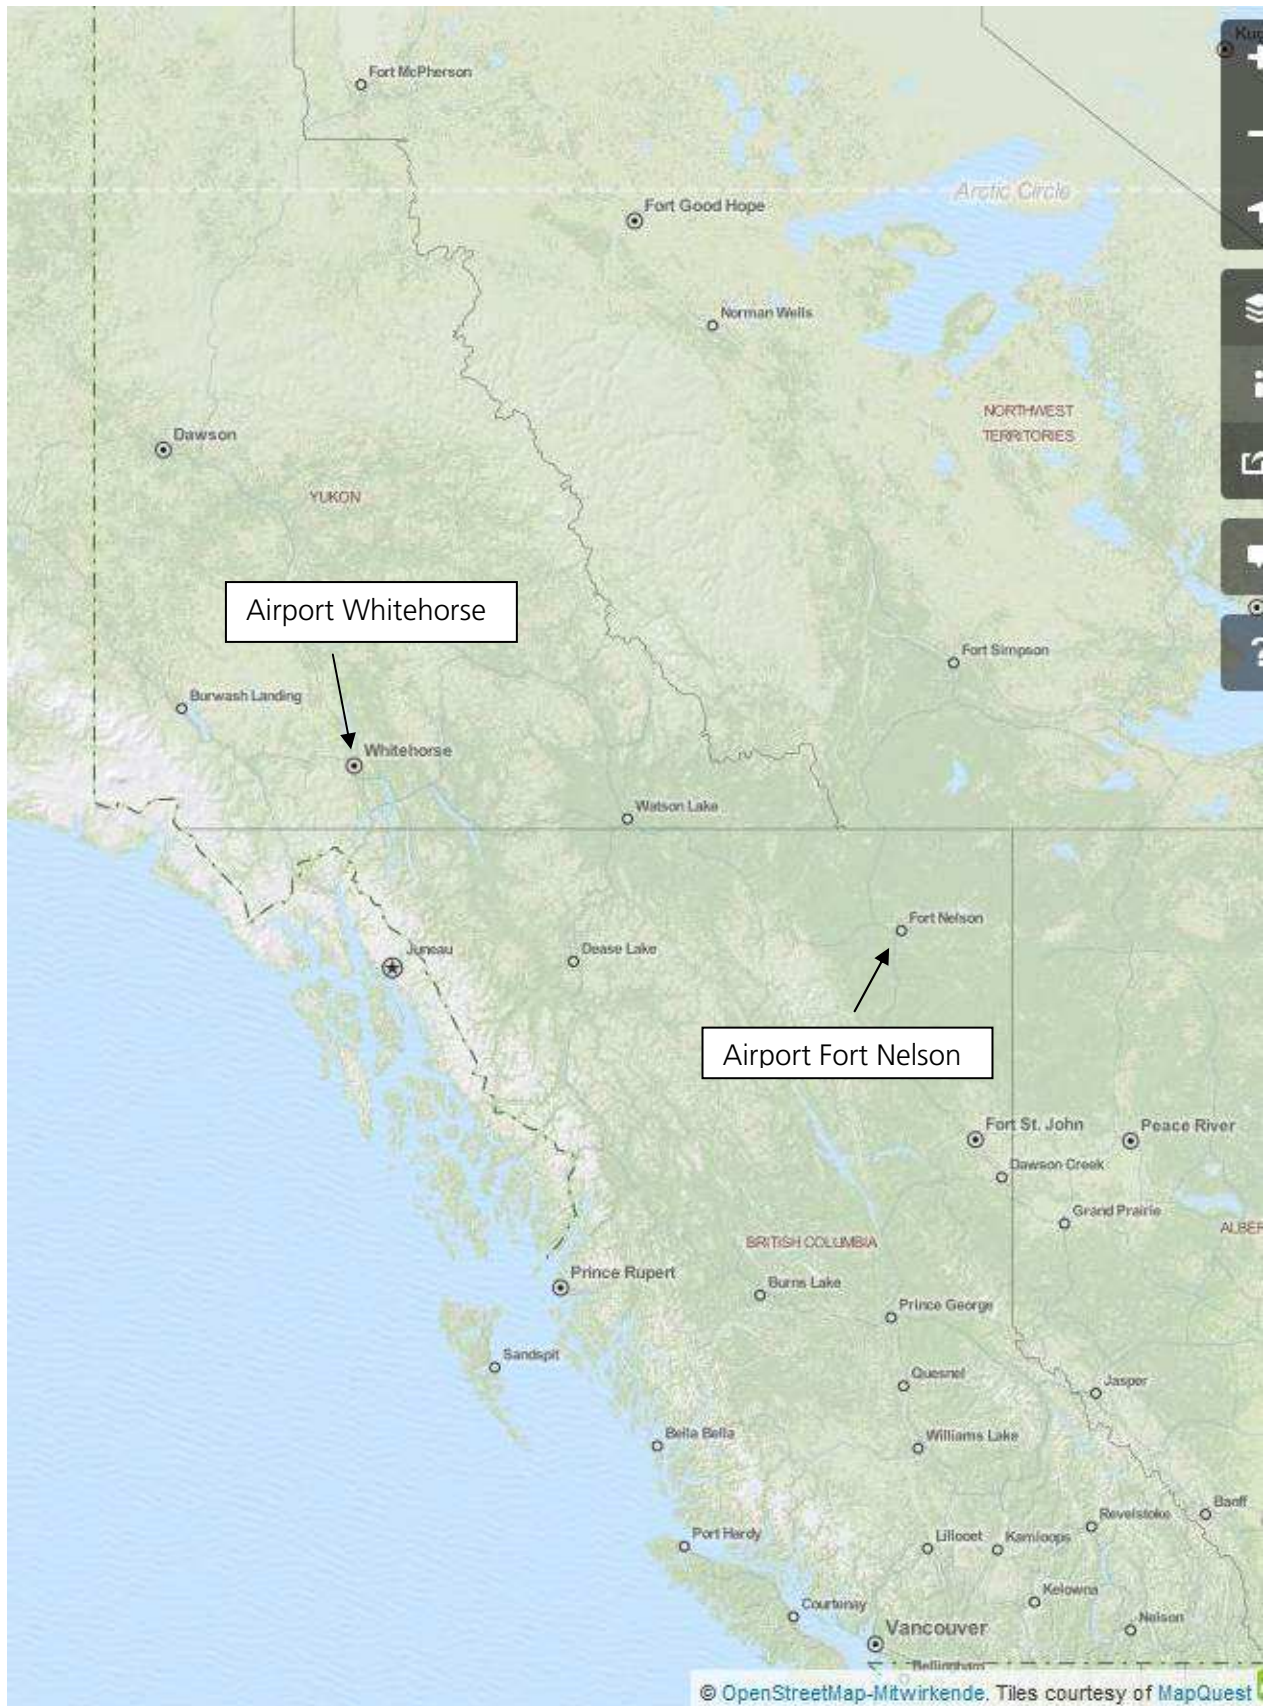 Kug
Fort McPherson
Arctic Circle
Fort Good Hope
Norman Wells
NORTHWEST
TERRITORIES
Dawson
YUKON
Airport Whitehorse
Fort Simpson
Burwash Landing
Whitehorse
Watson Lake
Fort Nelson
Juneau
Dease Lake
Airport Fort Nelson
Fort St. John
Peace River
Dawson Creek
Grand Prairie
ALBER
BRITISH COLUMBIA
Prince Rupert
Burns Lake
Prince George
Sandspit
Quesnel
Jasper
Bella Bella
Williams Lake
Banff
Revelstoke
Port Hardy
Lillooet
Kamloops
Kelowna
Courtenay
Nelson
Vancouver
Bellingham
© OpenStreetMap-Mitwirkende. Tiles courtesy of MapQuest